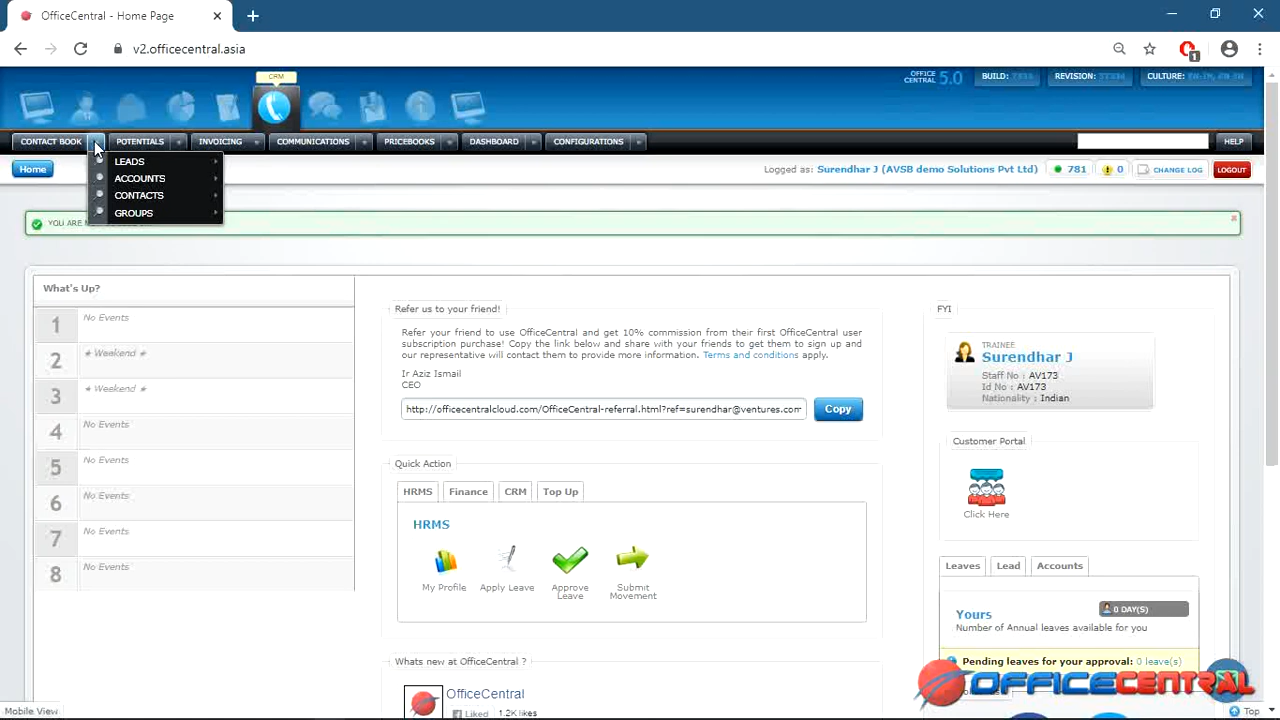 OfficeCentral - Home Page
v2.officecentral.asia
1
CRM
OFFICE CENTRAL 5.0
BUILD:
REVISION:
CULTURE:
CONTACT BOOK
POTENTIALS
INVOICING
COMMUNICATIONS
PRICEBOOKS
DASHBOARD
CONFIGURATIONS
HELP
LEADS
ACCOUNTS
CONTACTS
GROUPS
Home
Logged as: Surendhar J (AVSB demo Solutions Pvt Ltd)
781
0
CHANGE LOG
LOGOUT
YOU ARE
What's Up?
1 No Events
2 Weekend
3 Weekend
4 No Events
5 No Events
6 No Events
7 No Events
8 No Events
Refer us to your friend!
Refer your friend to use OfficeCentral and get 10% commission from their first OfficeCentral user
subscription purchase! Copy the link below and share with your friends to get them to sign up and
our representative will contact them to provide more information. Terms and conditions apply.
Ir Aziz Ismail
CEO
http://officecentralcloud.com/OfficeCentral-referral.html?ref=surendhar@ventures.com
Copy
Quick Action
HRMS
Finance
CRM
Top Up
HRMS
My Profile
Apply Leave
Approve
Leave
Submit
Movement
Whats new at OfficeCentral ?
OfficeCentral
Liked
1.2K likes
FYI
TRAINEE
Surendhar J
Staff No : AV173
Id No : AV173
Nationality : Indian
Customer Portal
Click Here
Leaves
Lead
Accounts
Yours
0 DAY(S)
Number of Annual leaves available for you
Pending leaves for your approval: 0 leave(s)
OFFICECENTRAL
Mobile View
Top